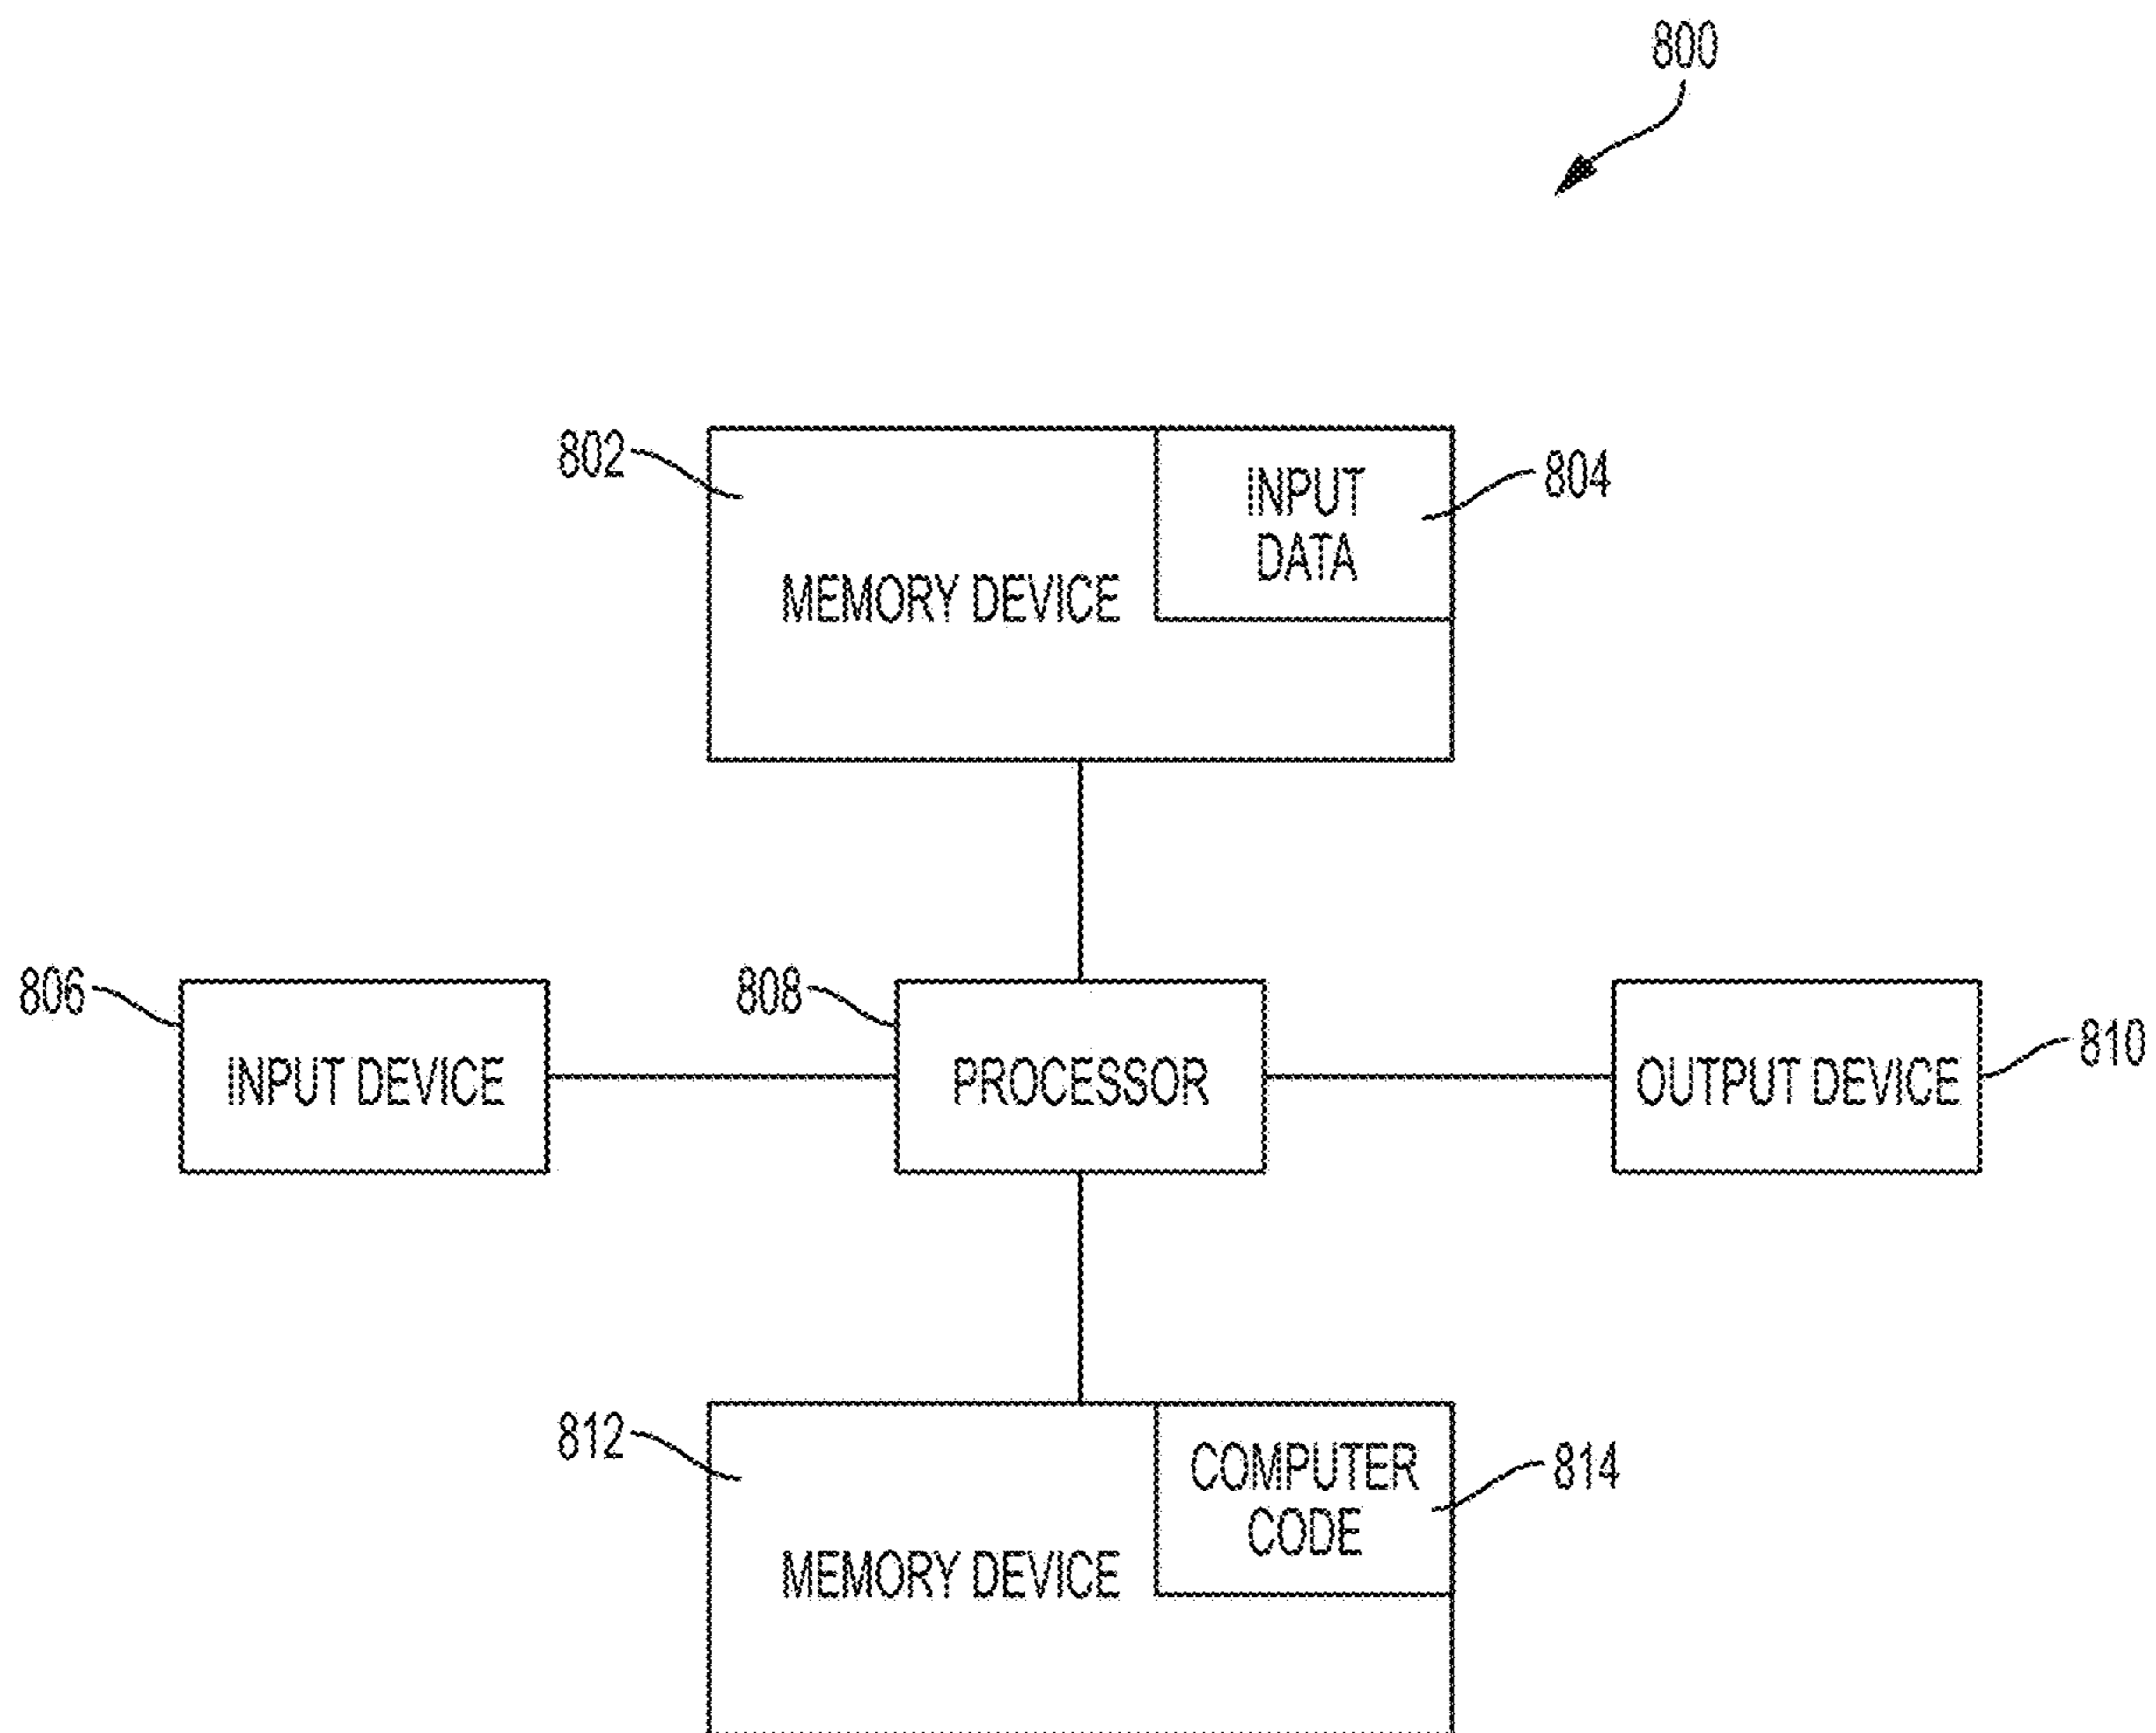 800
802
INPUT
DATA
804
MEMORY DEVICE
806
INPUT DEVICE
808
PROCESSOR
OUTPUT DEVICE
810
812
COMPUTER
CODE
814
MEMORY DEVICE